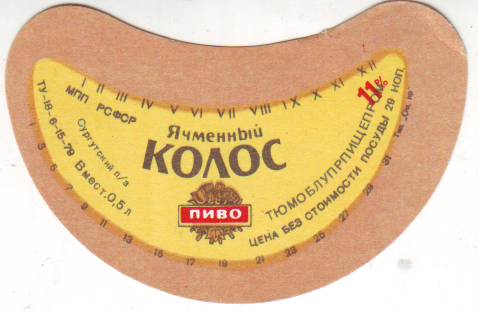 I II III IV V VI VII VIII IX X XI XII
11%
МПП РСФСР
ТУ-18-6-15-79
Сургутский п/з
Вмест.0,5л
Ячменный
КОЛОС
ПИВО
ТЮМОБЛУПРПИЩЕПРОМ
ЦЕНА БЕЗ СТОИМОСТИ ПОСУДЫ 29 КОП.
1 3 5 7 9 11 13 15 17 19 21 23 25 27 29 31